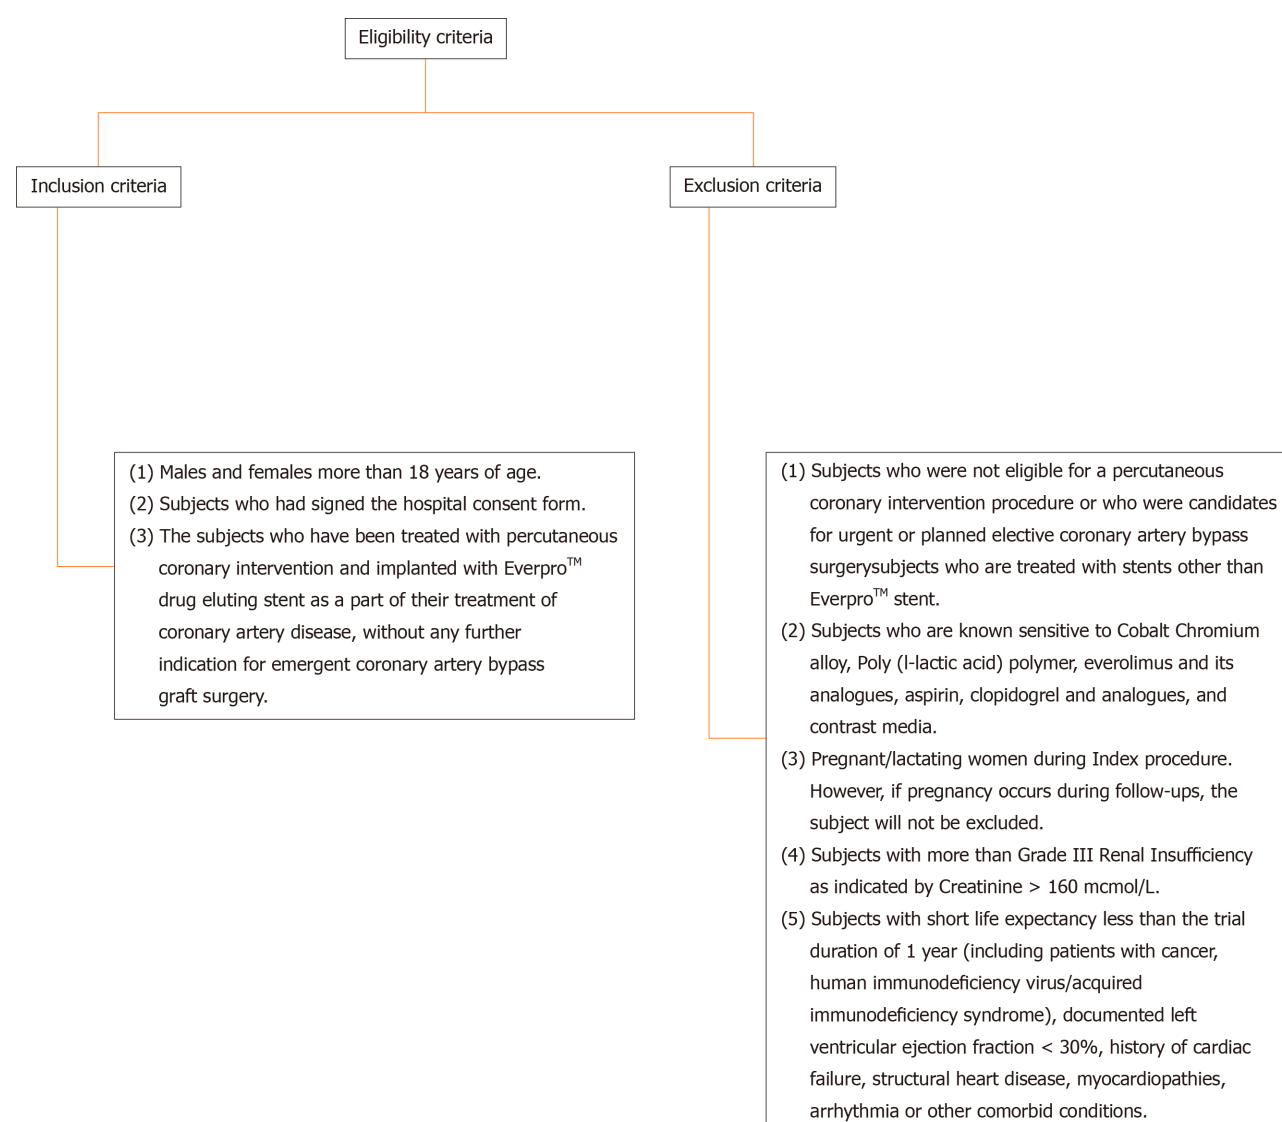 Eligibility criteria
Inclusion criteria
Exclusion criteria
(1) Males and females more than 18 years of age.
(2) Subjects who had signed the hospital consent form.
(3) The subjects who have been treated with percutaneous
coronary intervention and implanted with Everpro™
drug eluting stent as a part of their treatment of
coronary artery disease, without any further
indication for emergent coronary artery bypass
graft surgery.
(1) Subjects who were not eligible for a percutaneous
coronary intervention procedure or who were candidates
for urgent or planned elective coronary artery bypass
surgerysubjects who are treated with stents other than
Everpro™ stent.
(2) Subjects who are known sensitive to Cobalt Chromium
alloy, Poly (l-lactic acid) polymer, everolimus and its
analogues, aspirin, clopidogrel and analogues, and
contrast media.
(3) Pregnant/lactating women during Index procedure.
However, if pregnancy occurs during follow-ups, the
subject will not be excluded.
(4) Subjects with more than Grade III Renal Insufficiency
as indicated by Creatinine > 160 mcmol/L.
(5) Subjects with short life expectancy less than the trial
duration of 1 year (including patients with cancer,
human immunodeficiency virus/acquired
immunodeficiency syndrome), documented left
ventricular ejection fraction < 30%, history of cardiac
failure, structural heart disease, myocardiopathies,
arrhythmia or other comorbid conditions.